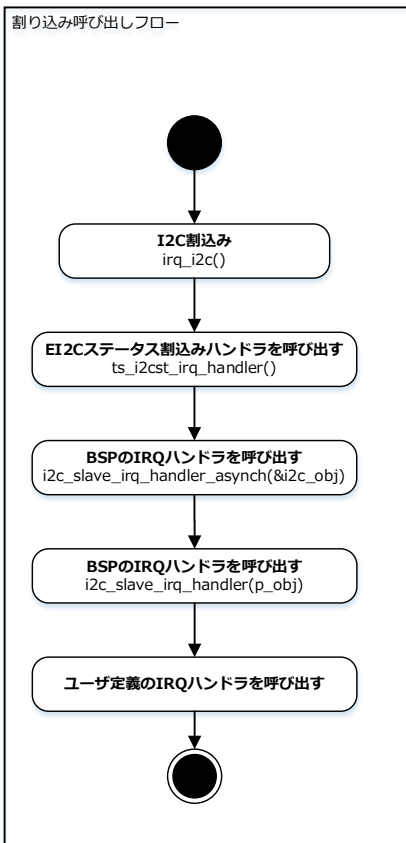 割り込み呼び出しフロー
I2C割込み
irq_i2c()
EI2Cステータス割込みハンドラを呼び出す
ts_i2cst_irq_handler()
BSPのIRQハンドラを呼び出す
i2c_slave_irq_handler_asynch(&i2c_obj)
BSPのIRQハンドラを呼び出す
i2c_slave_irq_handler(p_obj)
ユーザ定義のIRQハンドラを呼び出す